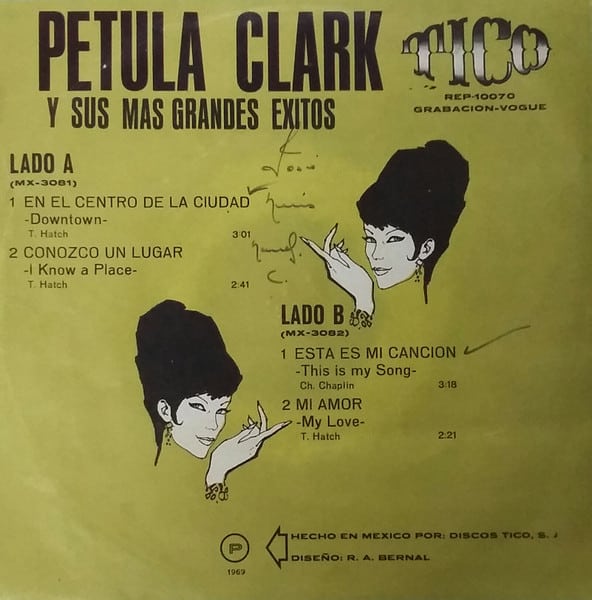 PETULA CLARK
Y SUS MAS GRANDES EXITOS
TICO
REP-10070
GRABACION-VOGUE
LADO A
(MX-3081)
1 EN EL CENTRO DE LA CIUDAD
-Downtown-
T. Hatch 3:01
2 CONOZCO UN LUGAR
-I Know a Place-
T. Hatch 2:41
LADO B
(MX-3082)
1 ESTA ES MI CANCION
-This is my Song-
Ch. Chaplin 3:18
2 MI AMOR
-My Love-
T. Hatch 2:21
P
1969
HECHO EN MEXICO POR: DISCOS TICO, S.
DISEÑO: R. A. BERNAL